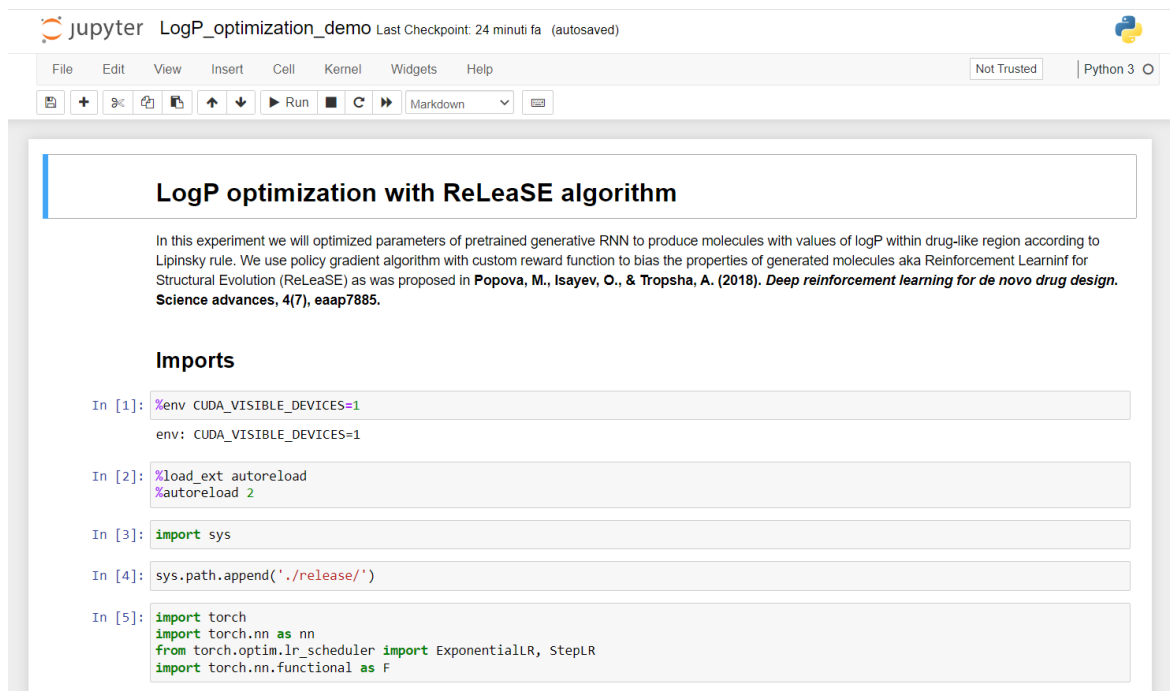 jupyter LogP_optimization_demo Last Checkpoint: 24 minuti fa (autosaved)
File Edit View Insert Cell Kernel Widgets Help Not Trusted Python 3
Run Markdown
LogP optimization with ReLeaSE algorithm
In this experiment we will optimized parameters of pretrained generative RNN to produce molecules with values of logP within drug-like region according to
Lipinsky rule. We use policy gradient algorithm with custom reward function to bias the properties of generated molecules aka Reinforcement Learninf for
Structural Evolution (ReLeaSE) as was proposed in Popova, M., Isayev, O., & Tropsha, A. (2018). Deep reinforcement learning for de novo drug design.
Science advances, 4(7), eaap7885.
Imports
In [1]: %env CUDA_VISIBLE_DEVICES=1
env: CUDA_VISIBLE_DEVICES=1
In [2]: %load_ext autoreload
%autoreload 2
In [3]: import sys
In [4]: sys.path.append('./release/')
In [5]: import torch
import torch.nn as nn
from torch.optim.lr_scheduler import ExponentialLR, StepLR
import torch.nn.functional as F